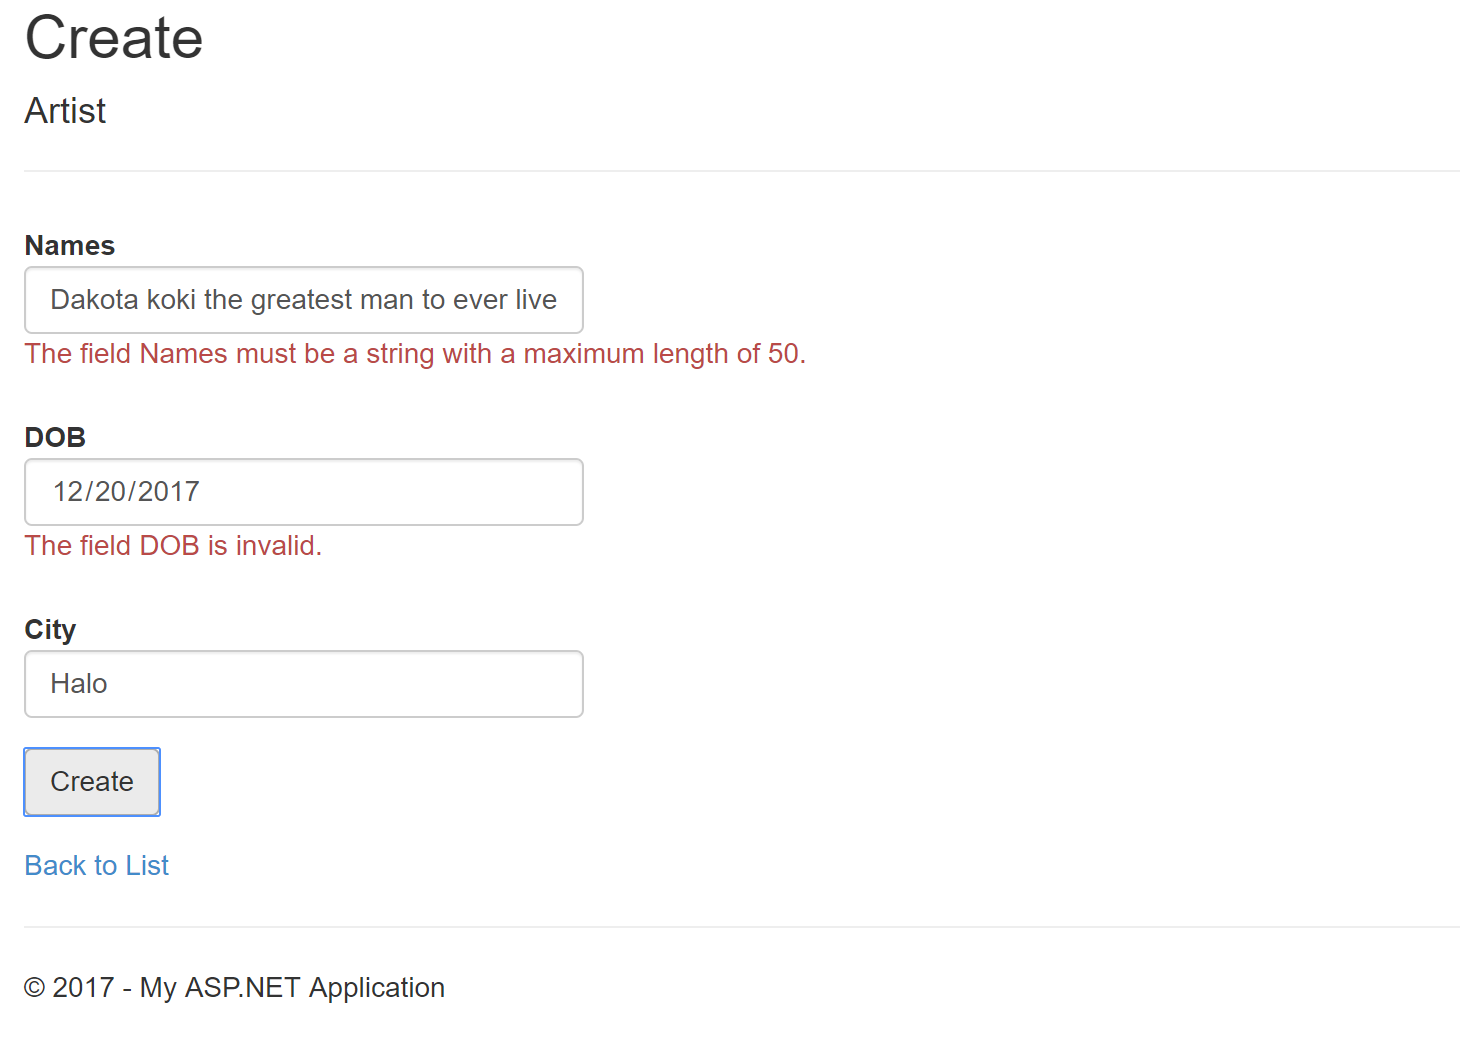 Create
Artist
Names
Dakota koki the greatest man to ever live
The field Names must be a string with a maximum length of 50.
DOB
12/20/2017
The field DOB is invalid.
City
Halo
Create
Back to List
© 2017 - My ASP.NET Application